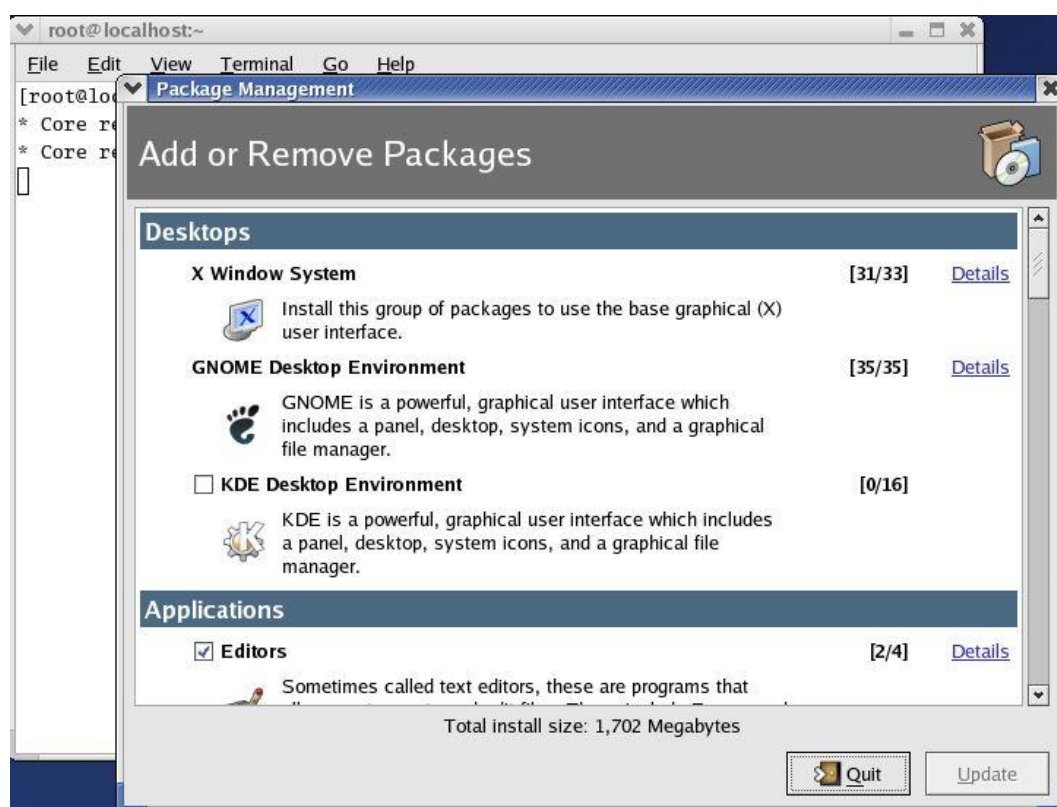 root@localhost:~
File Edit View Terminal Go Help
[root@lo
* Core re
* Core re
Package Management
Add or Remove Packages
Desktops
X Window System [31/33] Details
Install this group of packages to use the base graphical (X)
user interface.
GNOME Desktop Environment [35/35] Details
GNOME is a powerful, graphical user interface which
includes a panel, desktop, system icons, and a graphical
file manager.
KDE Desktop Environment [0/16]
KDE is a powerful, graphical user interface which includes
a panel, desktop, system icons, and a graphical file
manager.
Applications
Editors [2/4] Details
Sometimes called text editors, these are programs that
Total install size: 1,702 Megabytes
Quit Update